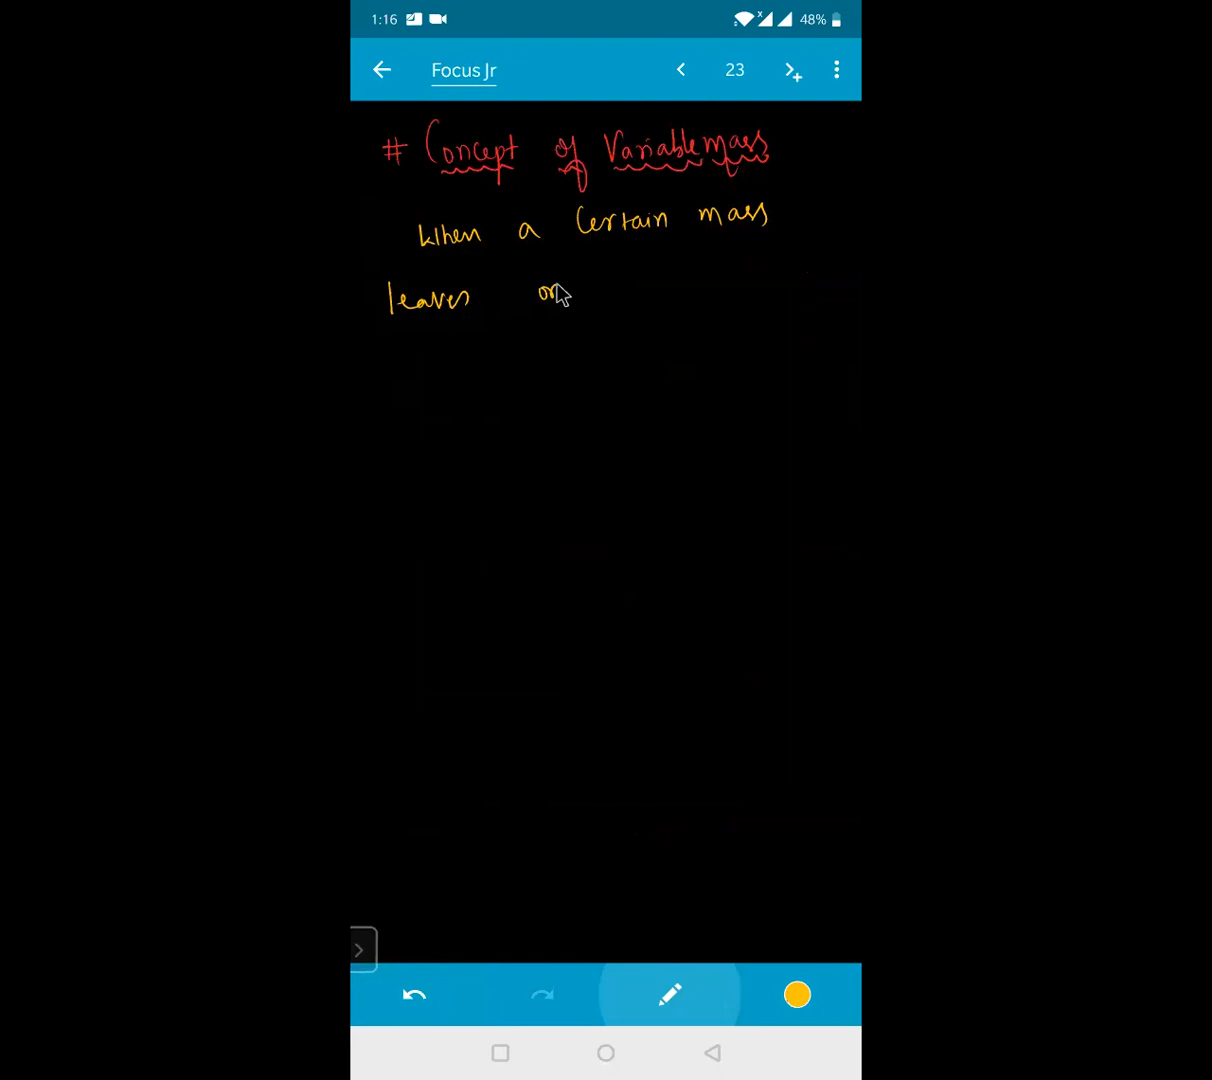 1:16 48%
Focus Jr 23
# Concept of Variable mass
When a Certain mass
leaves or